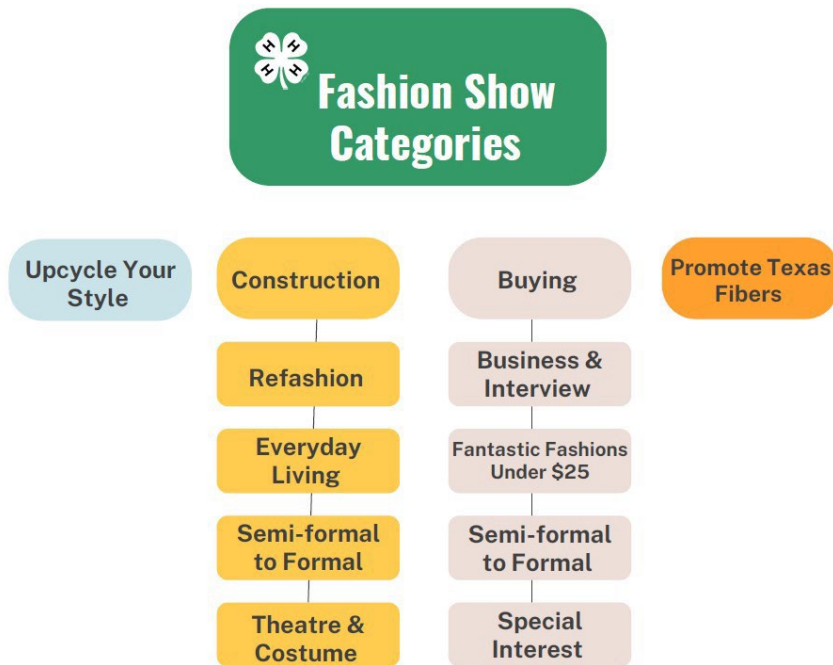 H H
H H
Fashion Show
Categories
Upcycle Your
Style
Construction
Refashion
Everyday
Living
Semi-formal
to Formal
Theatre &
Costume
Buying
Business &
Interview
Fantastic Fashions
Under $25
Semi-formal
to Formal
Special
Interest
Promote Texas
Fibers